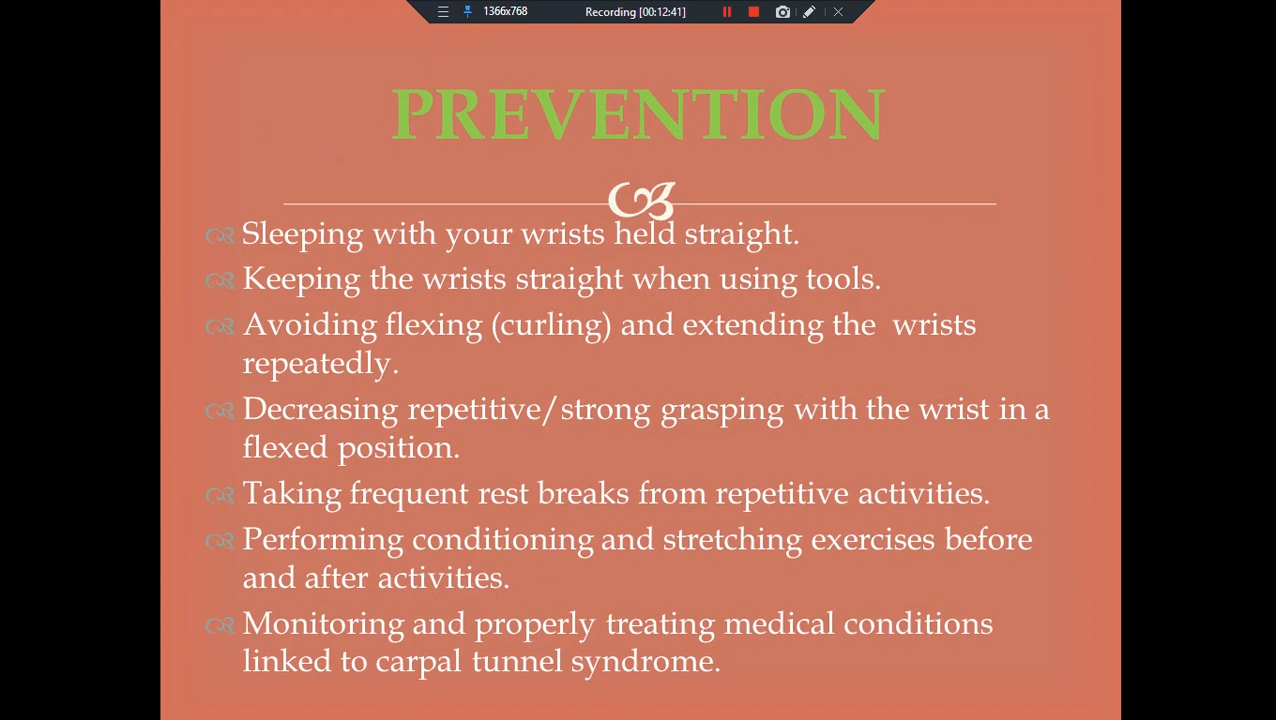 1366x768
Recording [00:12:41]
PREVENTION
Sleeping with your wrists held straight.
Keeping the wrists straight when using tools.
Avoiding flexing (curling) and extending the  wrists
repeatedly.
Decreasing repetitive/strong grasping with the wrist in a
flexed position.
Taking frequent rest breaks from repetitive activities.
Performing conditioning and stretching exercises before
and after activities.
Monitoring and properly treating medical conditions
linked to carpal tunnel syndrome.